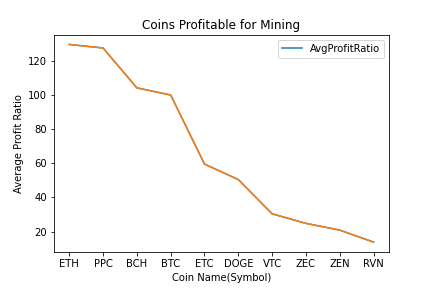 Coins Profitable for Mining
AvgProfitRatio
120
100
80
60
40
20
Average Profit Ratio
ETH PPC BCH BTC ETC DOGE VTC ZEC ZEN RVN
Coin Name(Symbol)